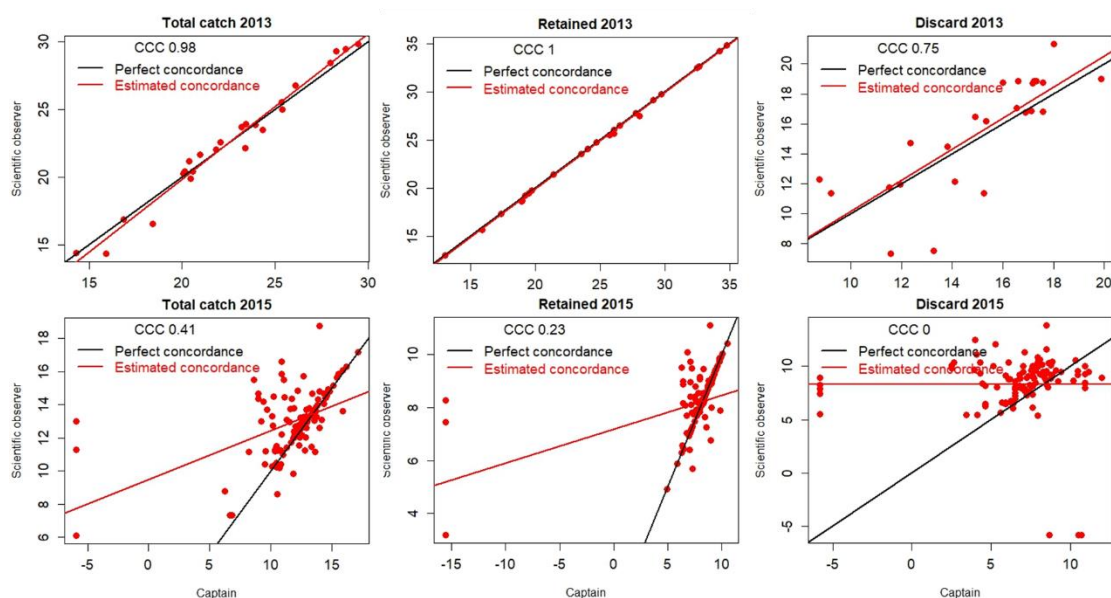 Total catch 2013
CCC 0.98
Perfect concordance
Estimated concordance
Scientific observer
30
25
20
15
15
20
25
30
Retained 2013
CCC 1
Perfect concordance
Estimated concordance
Scientific observer
35
30
25
20
15
15
20
25
30
35
Discard 2013
CCC 0.75
Perfect concordance
Estimated concordance
Scientific observer
20
18
16
14
12
10
8
10
12
14
16
18
20
Total catch 2015
CCC 0.41
Perfect concordance
Estimated concordance
Scientific observer
18
16
14
12
10
8
6
-5
0
5
10
15
Captain
Retained 2015
CCC 0.23
Perfect concordance
Estimated concordance
Scientific observer
10
8
6
4
-15
-10
-5
0
5
10
Captain
Discard 2015
CCC 0
Perfect concordance
Estimated concordance
Scientific observer
10
5
0
-5
-5
0
5
10
Captain